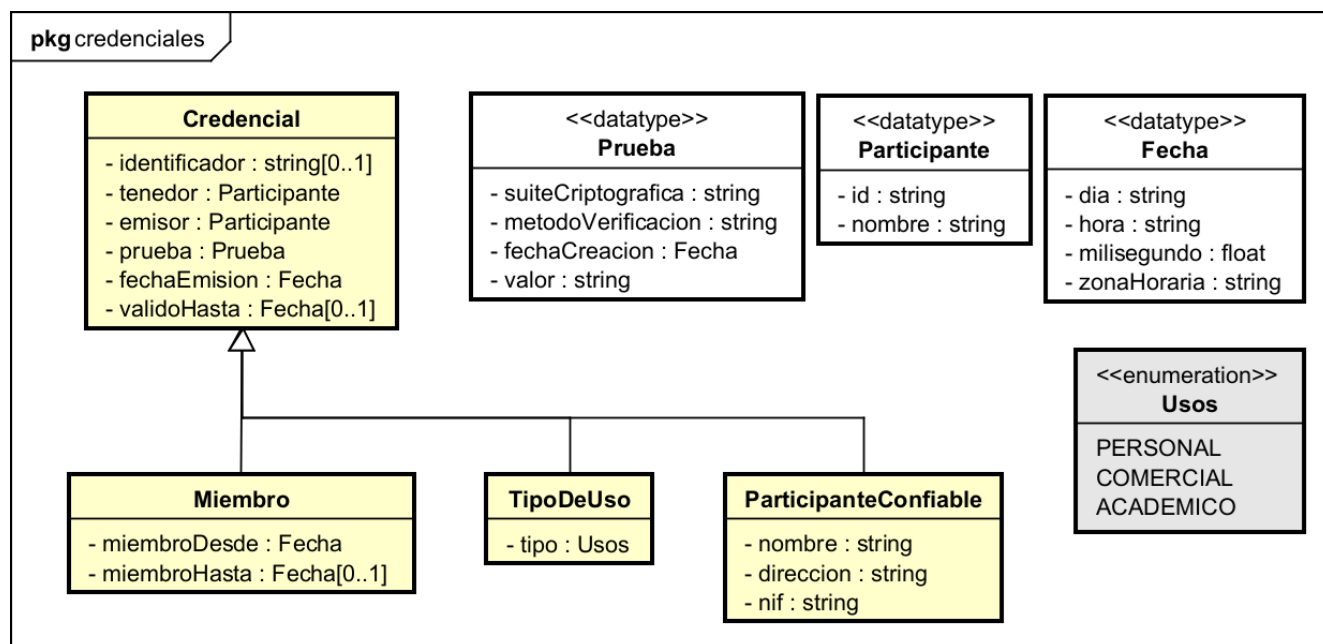 pkg credenciales
Credencial
- identificador : string[0..1]
- tenedor : Participante
- emisor : Participante
- prueba : Prueba
- fechaEmision : Fecha
- validoHasta : Fecha[0..1]
<<datatype>>
Prueba
- suiteCriptografica : string
- metodoVerificacion : string
- fechaCreacion : Fecha
- valor : string
<<datatype>>
Participante
- id : string
- nombre : string
<<datatype>>
Fecha
- dia : string
- hora : string
- milisegundo : float
- zonaHoraria : string
<<enumeration>>
Usos
PERSONAL
COMERCIAL
ACADEMICO
Miembro
- miembroDesde : Fecha
- miembroHasta : Fecha[0..1]
TipoDeUso
- tipo : Usos
ParticipanteConfiable
- nombre : string
- direccion : string
- nif : string